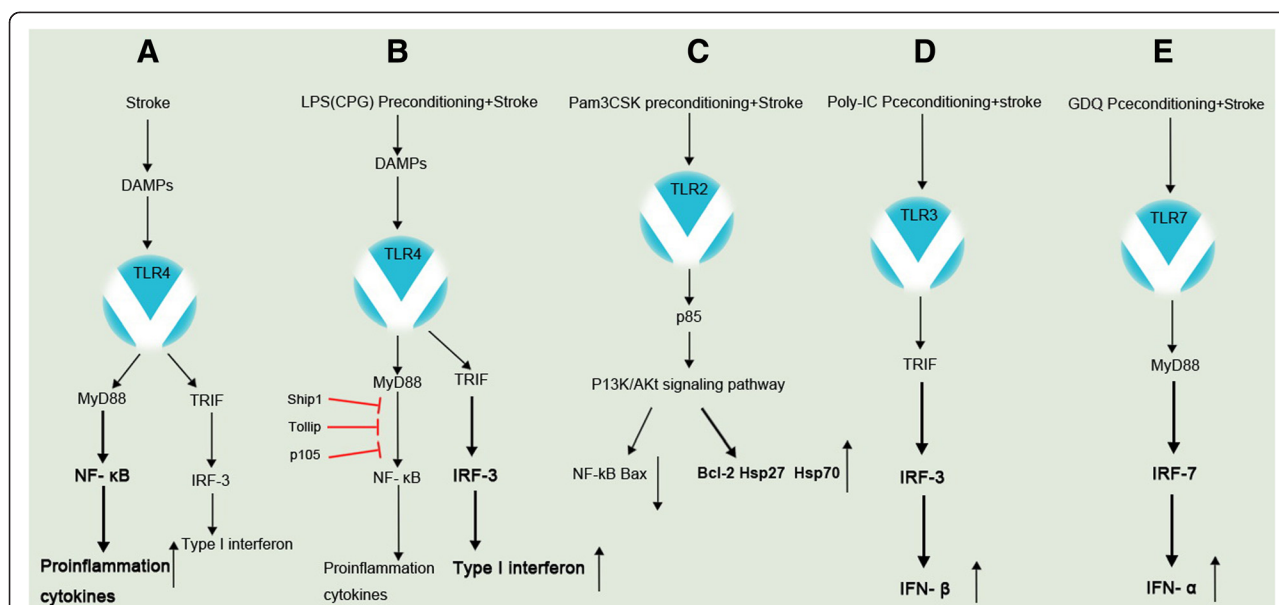 A
Stroke
DAMPs
TLR4
MyD88
TRIF
NF- κB
IRF-3
Type I interferon
Proinflammation
cytokines
B
LPS(CPG) Preconditioning+Stroke
DAMPs
TLR4
MyD88
TRIF
Ship1
Tollip
p105
NF- κB
IRF-3
Proinflammation
cytokines
Type I interferon
C
Pam3CSK preconditioning+Stroke
TLR2
p85
P13K/AKt signaling pathway
NF-kB Bax
Bcl-2 Hsp27 Hsp70
D
Poly-IC Pceconditioning+stroke
TLR3
TRIF
IRF-3
IFN- β
E
GDQ Pceconditioning+Stroke
TLR7
MyD88
IRF-7
IFN- α